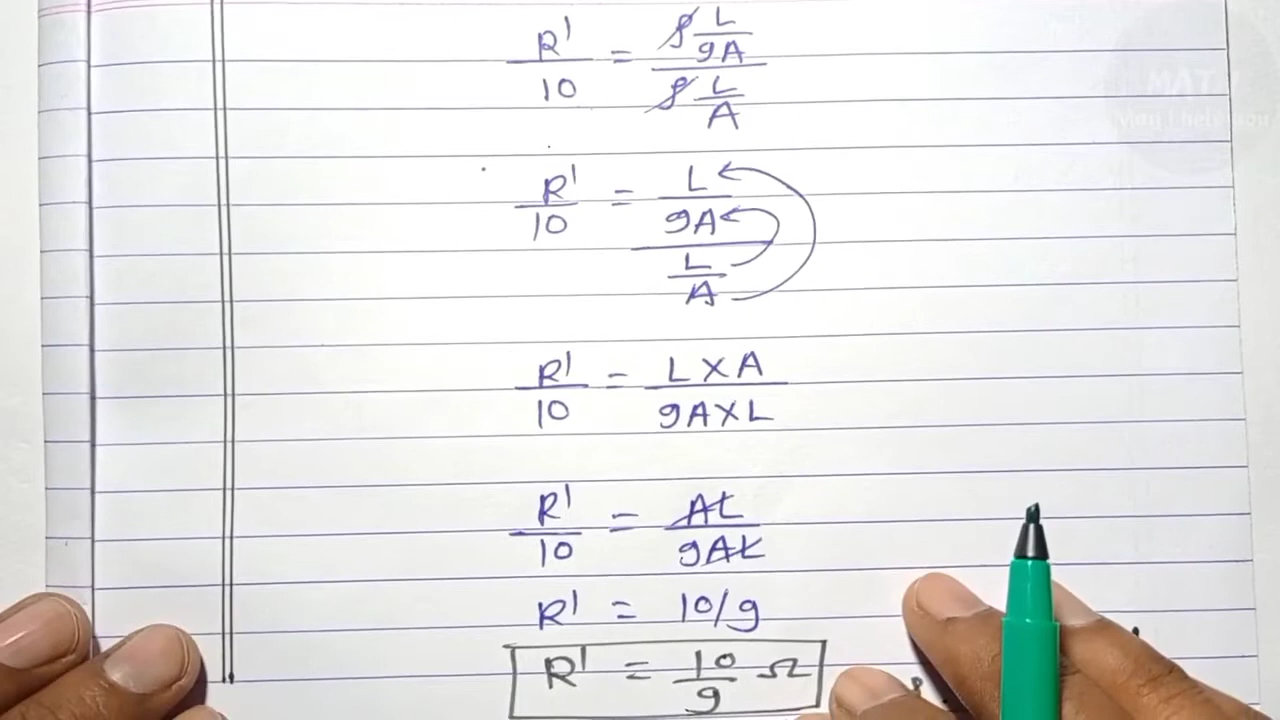 R'/10 = ρ L/9A / ρ L/A
R'/10 = L/9A / L/A
R'/10 = L X A / 9A X L
R'/10 = AL / 9AL
R' = 10/9
R' = 10/9 Ω